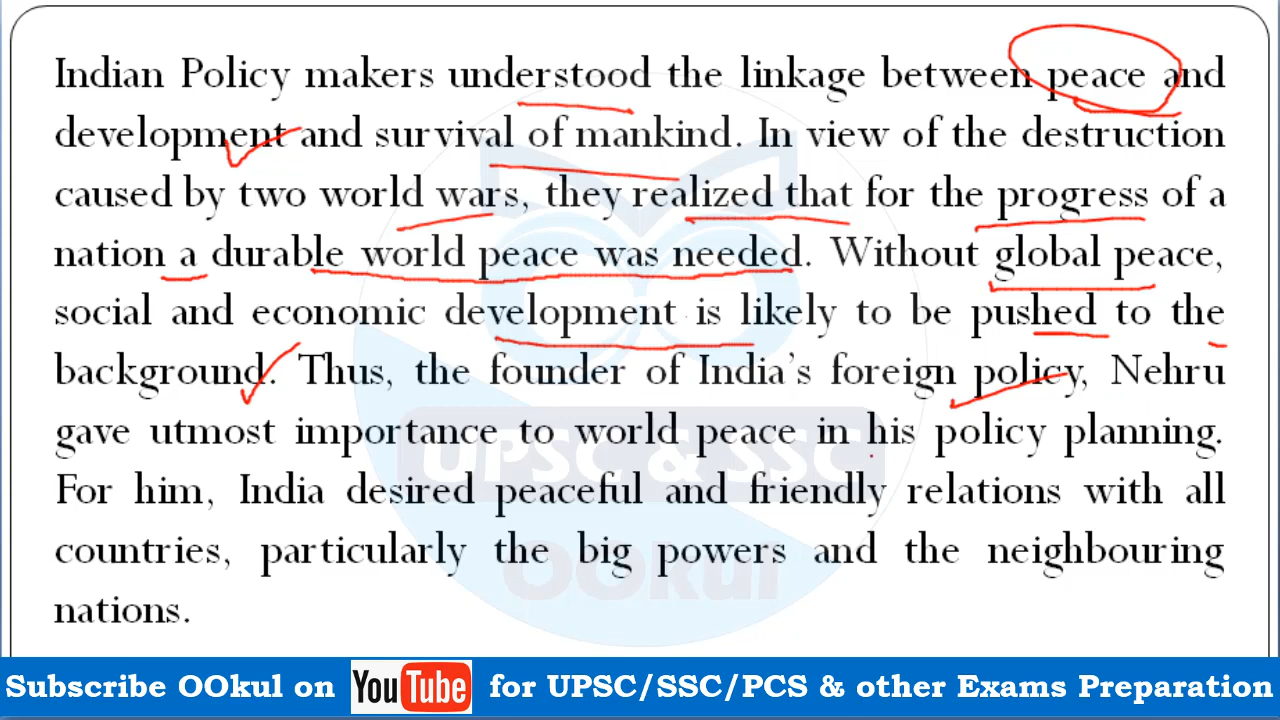 Indian Policy makers understood the linkage between peace and
development and survival of mankind. In view of the destruction
caused by two world wars, they realized that for the progress of a
nation a durable world peace was needed. Without global peace,
social and economic development is likely to be pushed to the
background. Thus, the founder of India's foreign policy, Nehru
gave utmost importance to world peace in his policy planning.
For him, India desired peaceful and friendly relations with all
countries, particularly the big powers and the neighbouring
nations.
UPSC & SSC
OOkul
Subscribe OOkul on YouTube for UPSC/SSC/PCS & other Exams Preparation